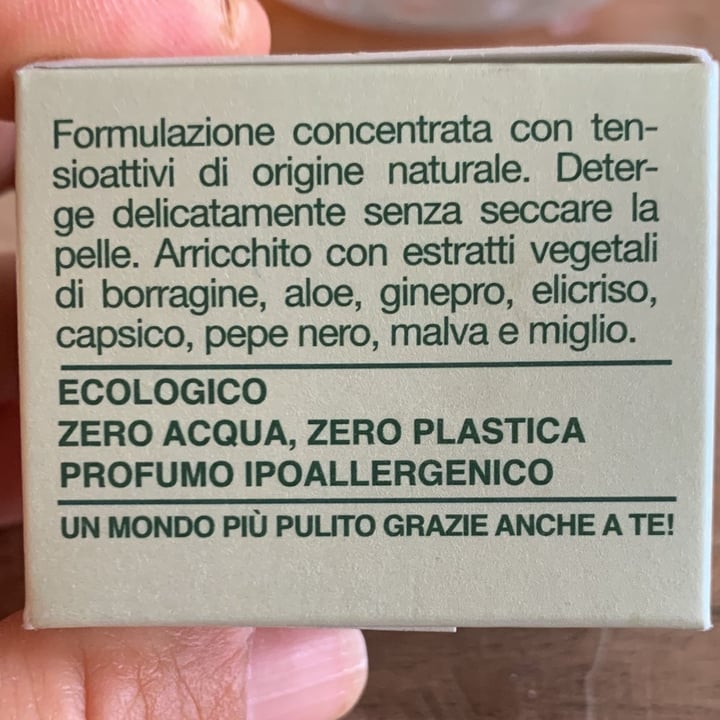 Formulazione concentrata con ten-
sioattivi di origine naturale. Deter-
ge delicatamente senza seccare la
pelle. Arricchito con estratti vegetali
di borragine, aloe, ginepro, elicriso,
capsico, pepe nero, malva e miglio.
ECOLOGICO
ZERO ACQUA, ZERO PLASTICA
PROFUMO IPOALLERGENICO
UN MONDO PIÙ PULITO GRAZIE ANCHE A TE!